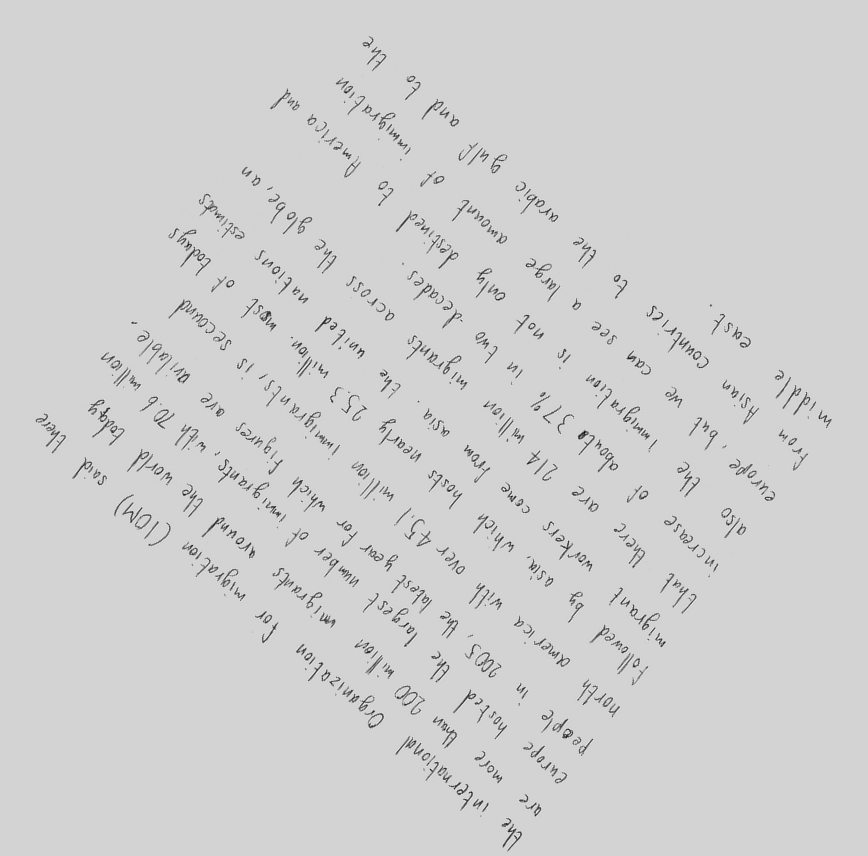 the international Organization for migration (IOM) said there
are more than 200 million imigrants around the world today
europe hosted the largest number of immigrants, with 70.6 million
people in 2005, the latest year for which figures are avilable.
north america with over 45.1 million immigrants, is secound
followed by asia, which hosts nearly the 25.3 million. most of todays
migrant workers come from asia. the united nations estimates
that there are 214 million migrants across the globe, an
increase of about 37% in two decades.
also the immigration is not only destined to America and
europe, but we can see a large amount of immigration
from Asian countries to the arabic gulf and to the
middle east.